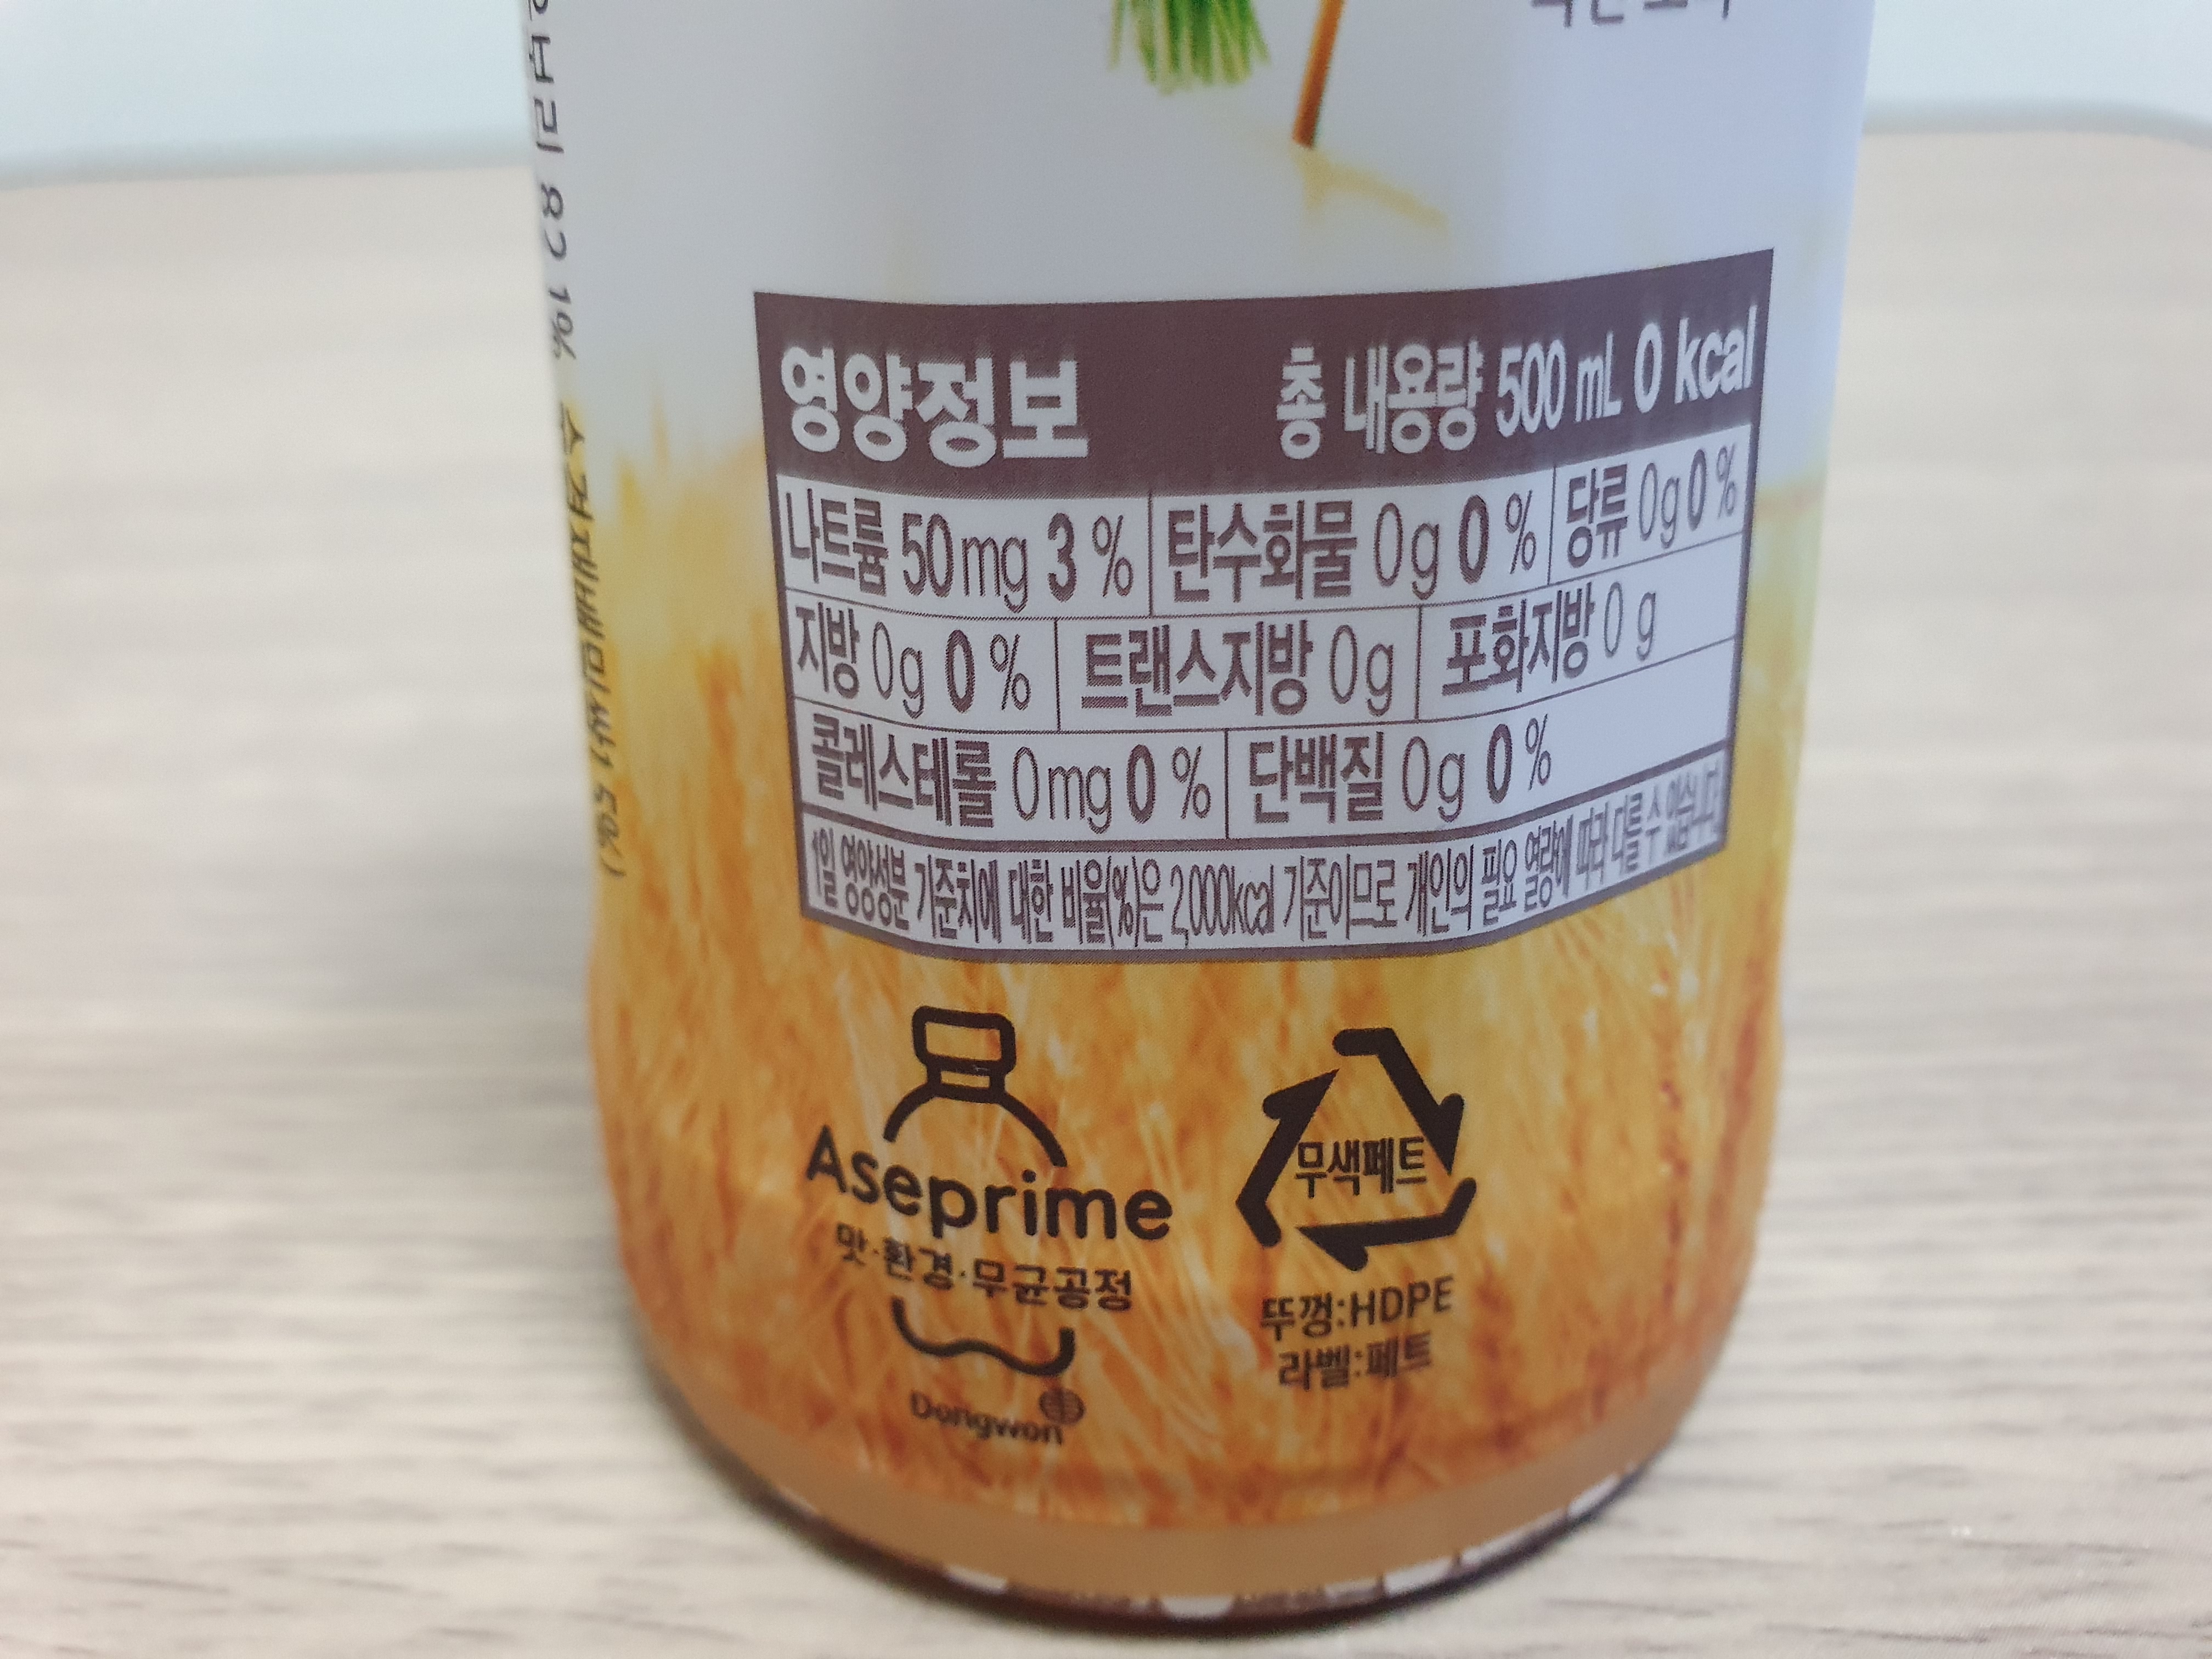 82.1%
영양정보 총 내용량 500 mL 0 kcal
나트륨 50mg 3 % 탄수화물 0g 0 % 당류 0g 0 %
지방 0g 0 % 트랜스지방 0g 포화지방 0 g
콜레스테롤 0mg 0 % 단백질 0g 0 %
1일 영양성분 기준치에 대한 비율(%)은 2,000kcal 기준이므로 개인의 필요 열량에 따라 다를 수 있습니다
Aseprime
맛·환경·무균공정
Dongwon
무색페트
뚜껑:HDPE
라벨:페트